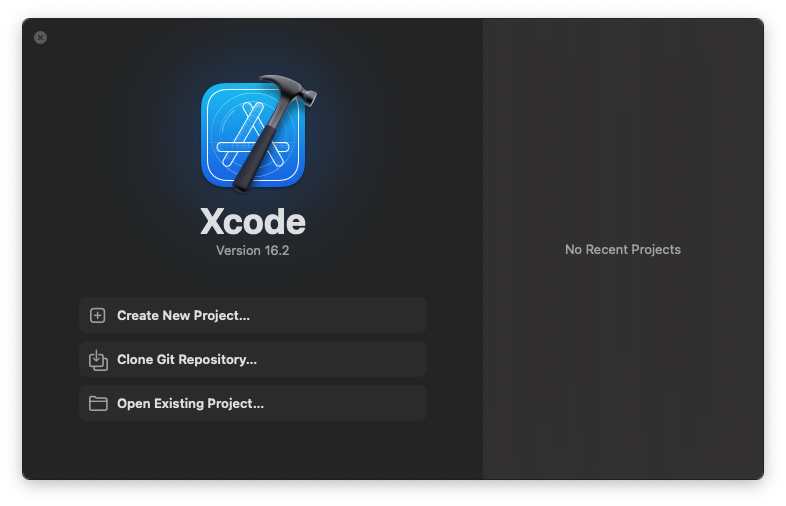 Xcode
Version 16.2
Create New Project...
Clone Git Repository...
Open Existing Project...
No Recent Projects